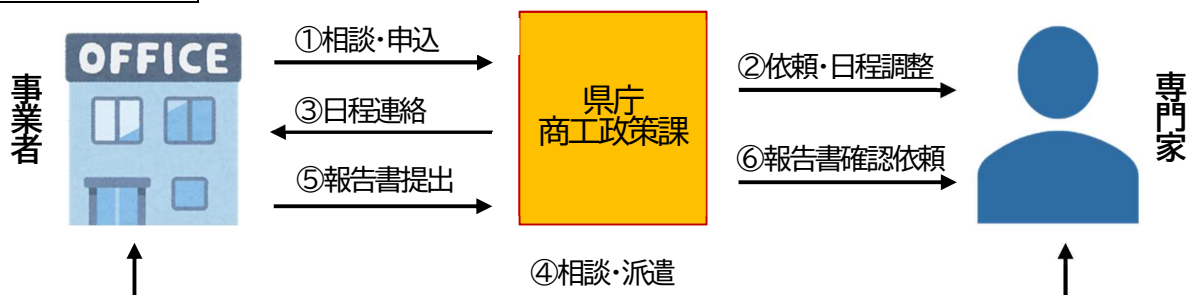 OFFICE
事業者
①相談・申込
③日程連絡
⑤報告書提出
県庁
商工政策課
②依頼・日程調整
⑥報告書確認依頼
専門家
④相談・派遣